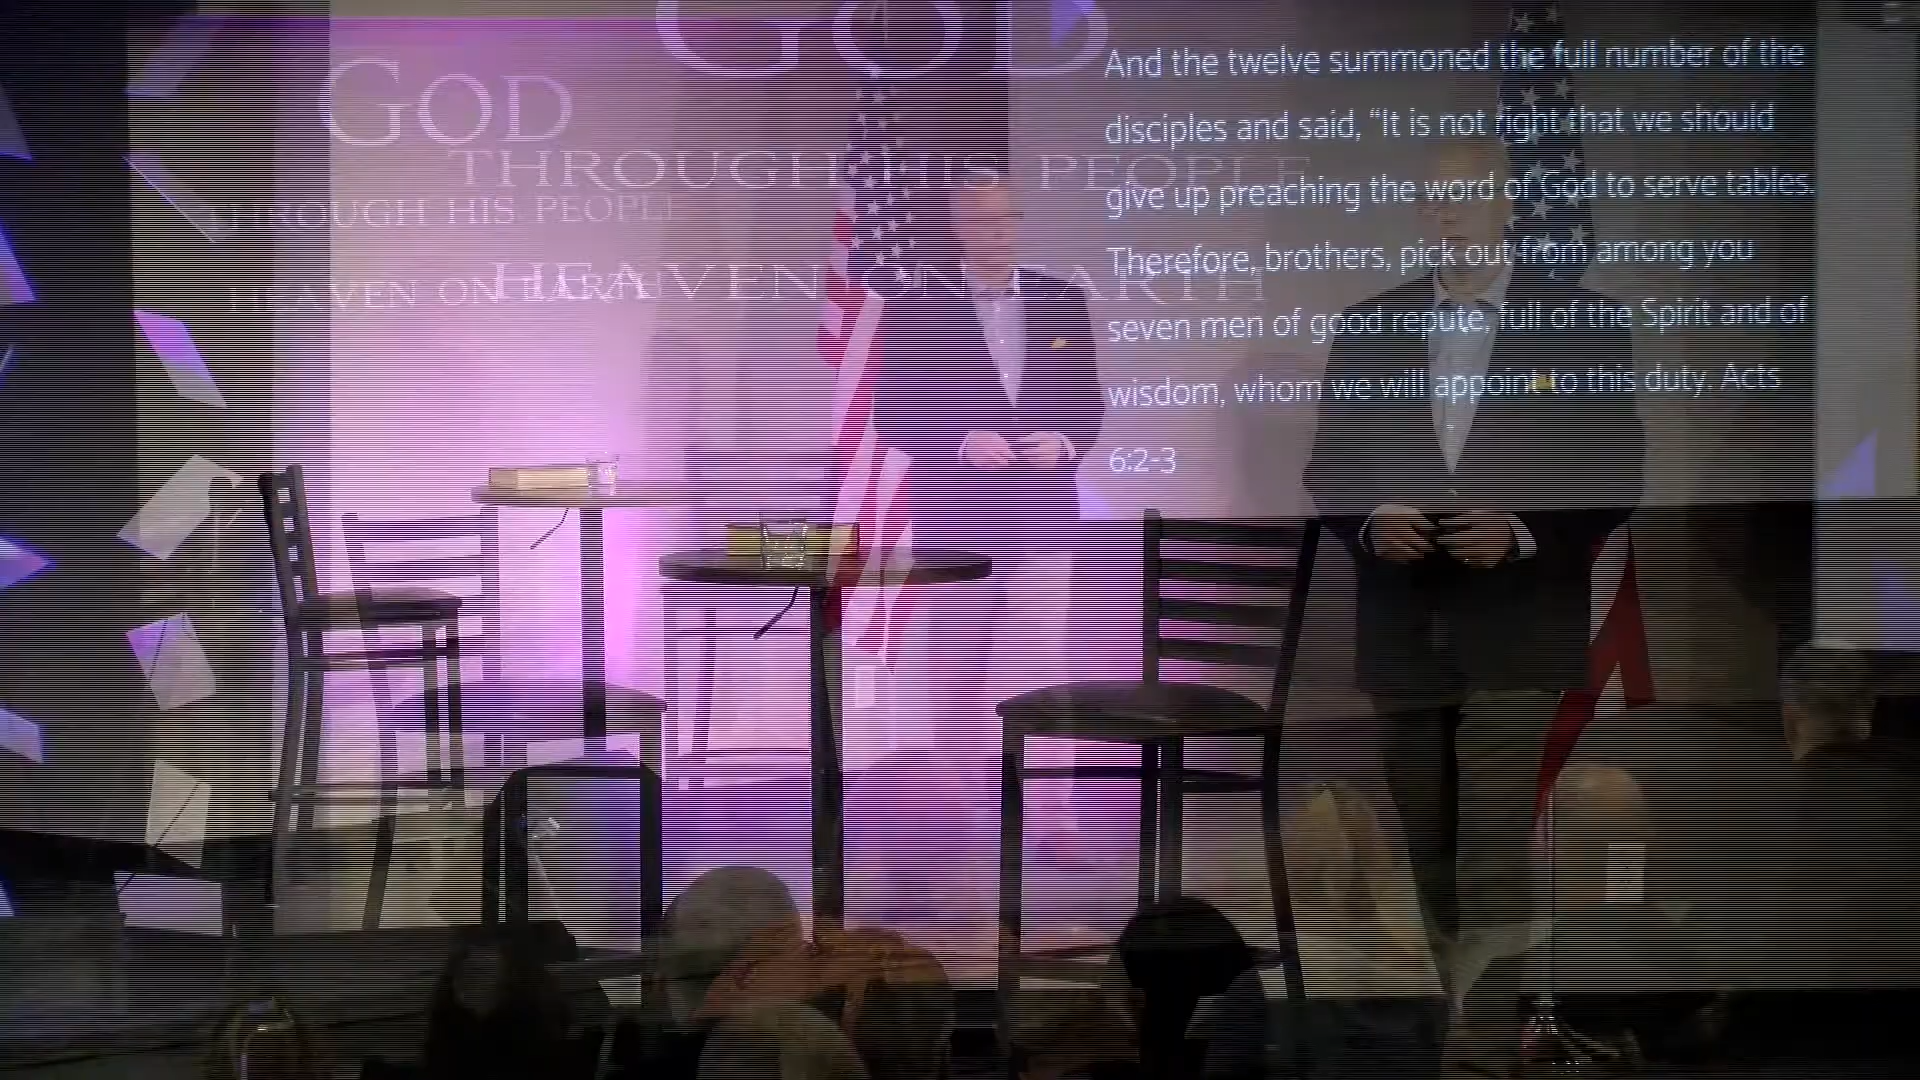 GOD
GOD
THROUGH HIS PEOPLE
THROUGH HIS PEOPLE
HEAVEN ON EARTH
HEAVEN ON EARTH
And the twelve summoned the full number of the
disciples and said, “It is not right that we should
give up preaching the word of God to serve tables.
Therefore, brothers, pick out from among you
seven men of good repute, full of the Spirit and of
wisdom, whom we will appoint to this duty. Acts
6:2-3